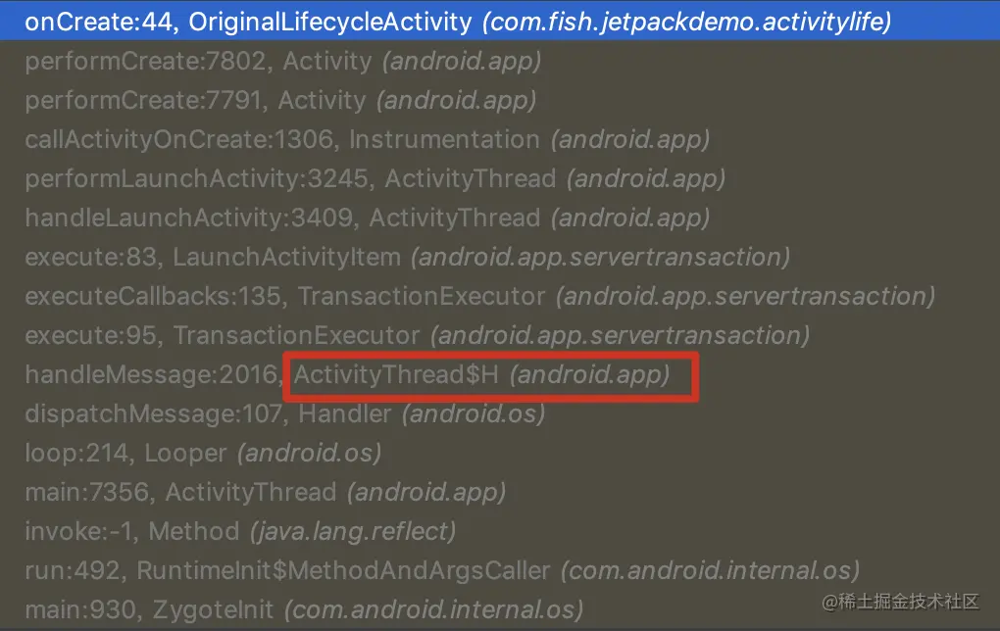 onCreate:44, OriginalLifecycleActivity (com.fish.jetpackdemo.activitylife)
performCreate:7802, Activity (android.app)
performCreate:7791, Activity (android.app)
callActivityOnCreate:1306, Instrumentation (android.app)
performLaunchActivity:3245, ActivityThread (android.app)
handleLaunchActivity:3409, ActivityThread (android.app)
execute:83, LaunchActivityItem (android.app.servertransaction)
executeCallbacks:135, TransactionExecutor (android.app.servertransaction)
execute:95, TransactionExecutor (android.app.servertransaction)
handleMessage:2016, ActivityThread$H (android.app)
dispatchMessage:107, Handler (android.os)
loop:214, Looper (android.os)
main:7356, ActivityThread (android.app)
invoke:-1, Method (java.lang.reflect)
run:492, RuntimeInit$MethodAndArgsCaller (com.android.internal.os)
main:930, ZygoteInit (com.android.internal.os)
@稀土掘金技术社区